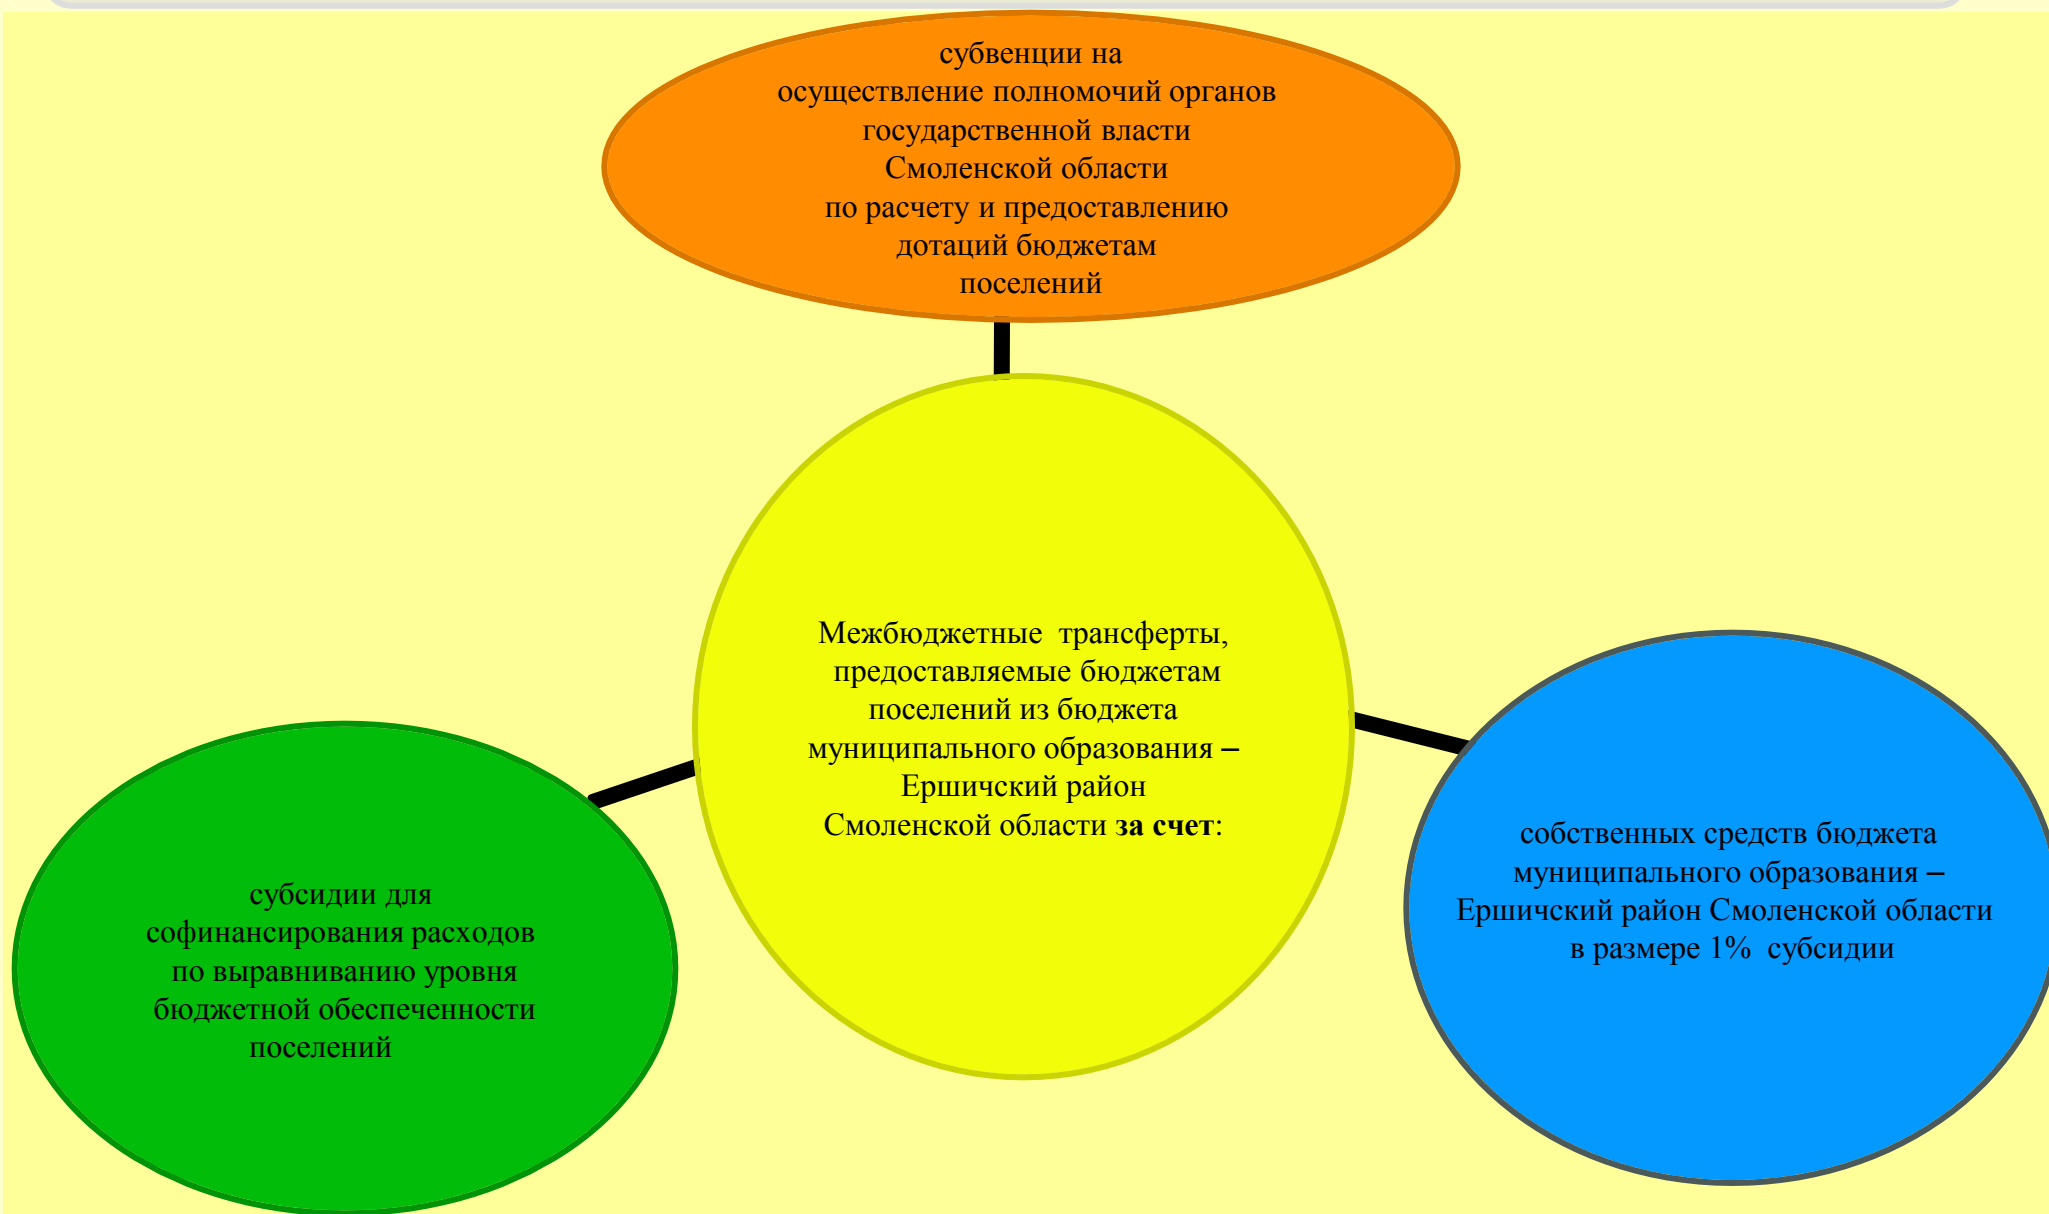 субвенции на
осуществление полномочий органов
государственной власти
Смоленской области
по расчету и предоставлению
дотаций бюджетам
поселений
Межбюджетные трансферты,
предоставляемые бюджетам
поселений из бюджета
муниципального образования –
Ершичский район
Смоленской области за счет:
субсидии для
софинансирования расходов
по выравниванию уровня
бюджетной обеспеченности
поселений
собственных средств бюджета
муниципального образования –
Ершичский район Смоленской области
в размере 1% субсидии